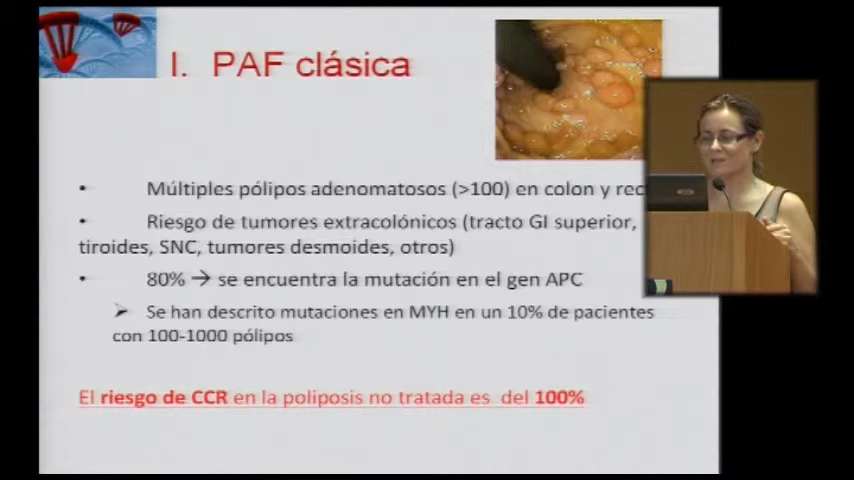 I. PAF clásica
• Múltiples pólipos adenomatosos (>100) en colon y
• Riesgo de tumores extracolónicos (tracto GI superior,
tiroides, SNC, tumores desmoides, otros)
• 80% → se encuentra la mutación en el gen APC
➢ Se han descrito mutaciones en MYH en un 10% de pacientes
con 100-1000 pólipos
El riesgo de CCR en la poliposis no tratada es del 100%